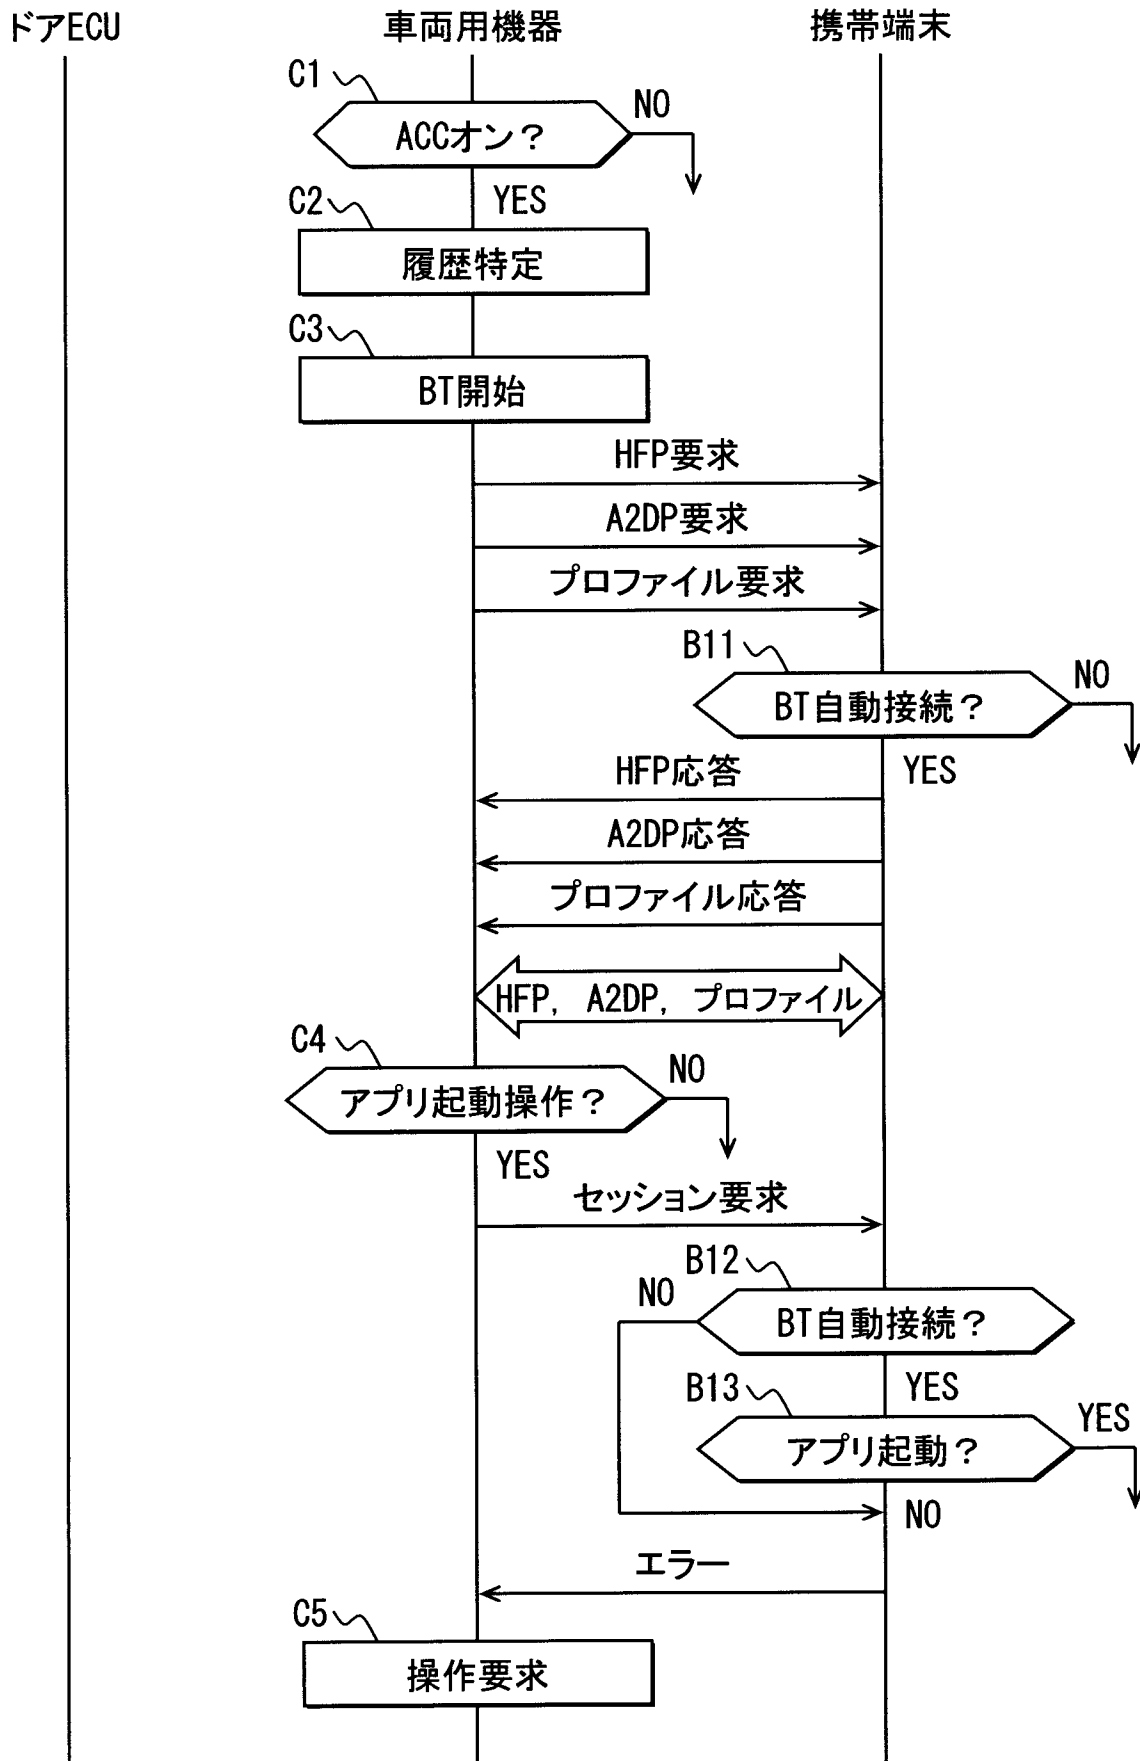 ドアECU 車両用機器 携帯端末
C1
NO
ACCオン？
YES
C2
履歴特定
C3
BT開始
HFP要求
A2DP要求
プロファイル要求
B11
NO
BT自動接続？
YES
HFP応答
A2DP応答
プロファイル応答
HFP, A2DP, プロファイル
C4
NO
アプリ起動操作？
YES
セッション要求
B12
NO
BT自動接続？
YES
B13
YES
アプリ起動？
NO
エラー
C5
操作要求